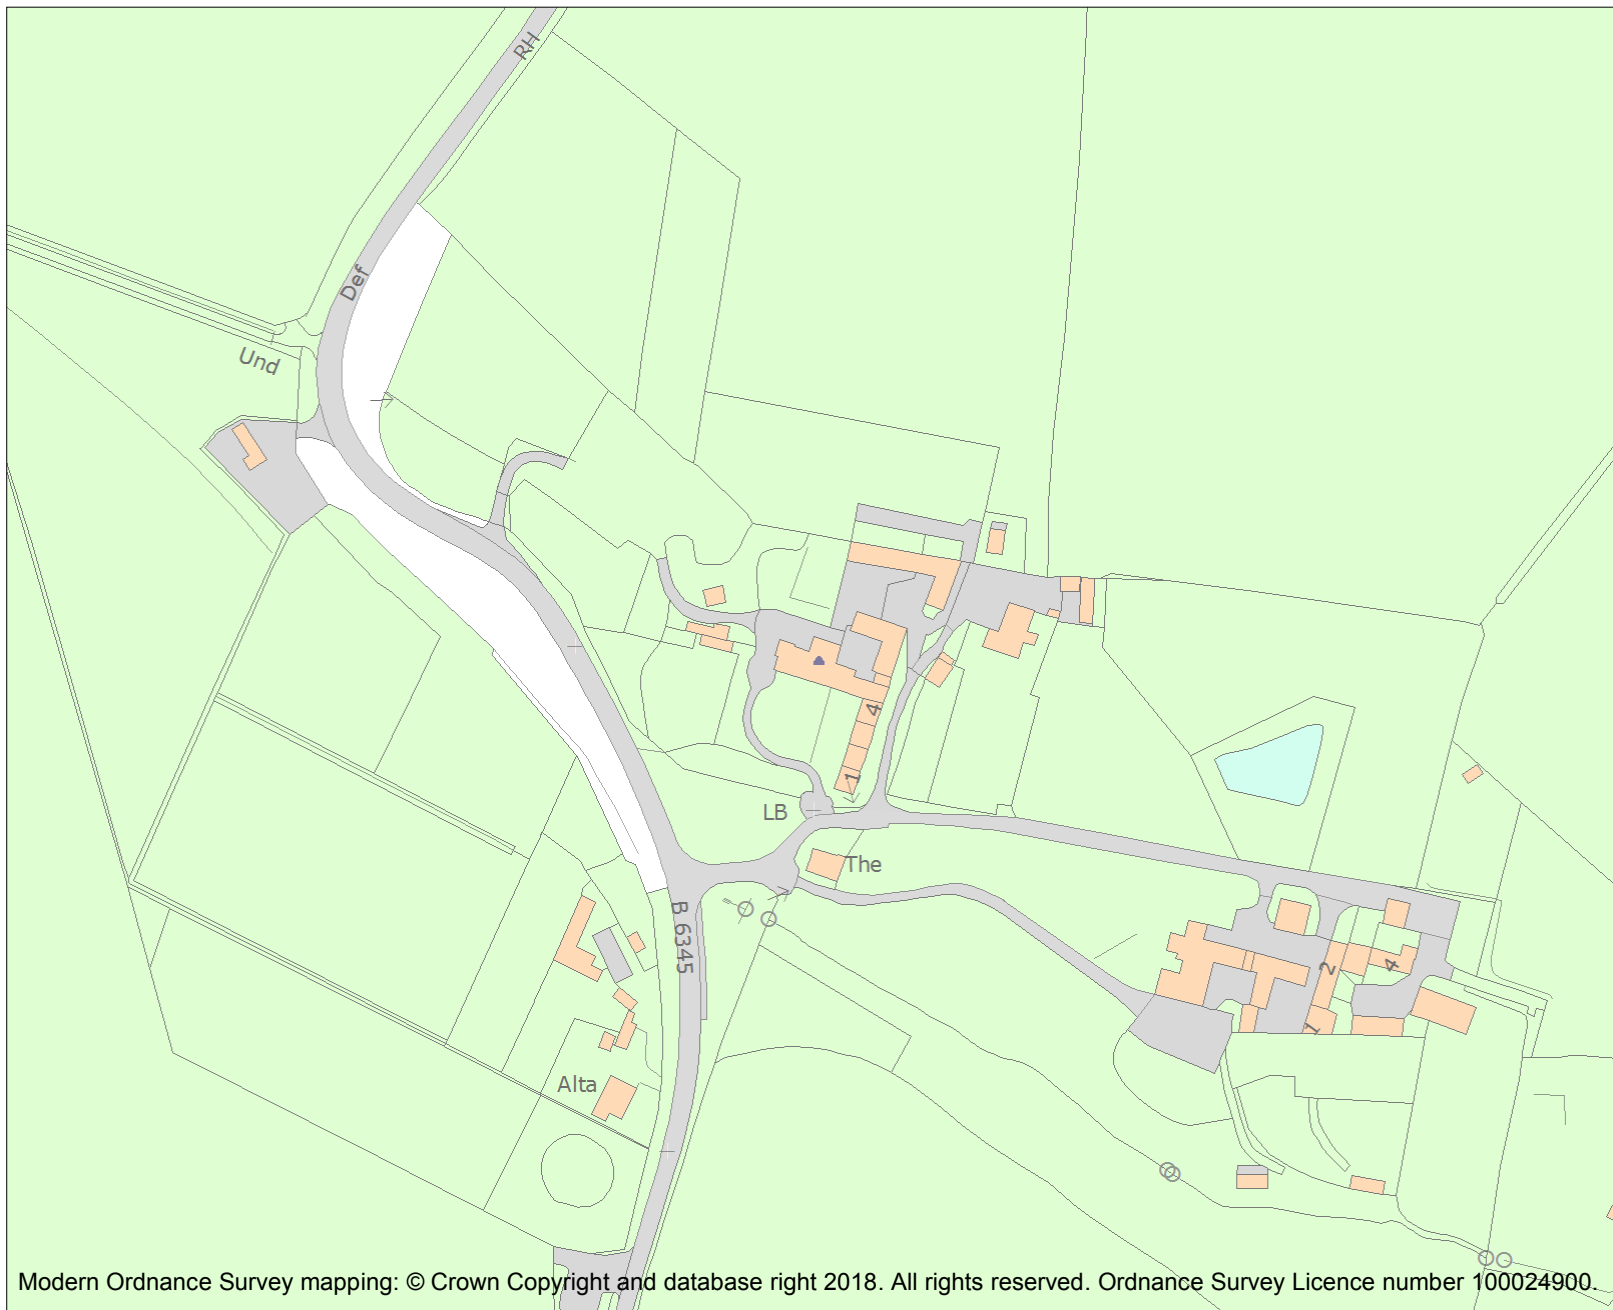 RH
Def
Und
4
1
LB
The
B 6345
2
4
1
Alta
Modern Ordnance Survey mapping: © Crown Copyright and database right 2018. All rights reserved. Ordnance Survey Licence number 100024900.